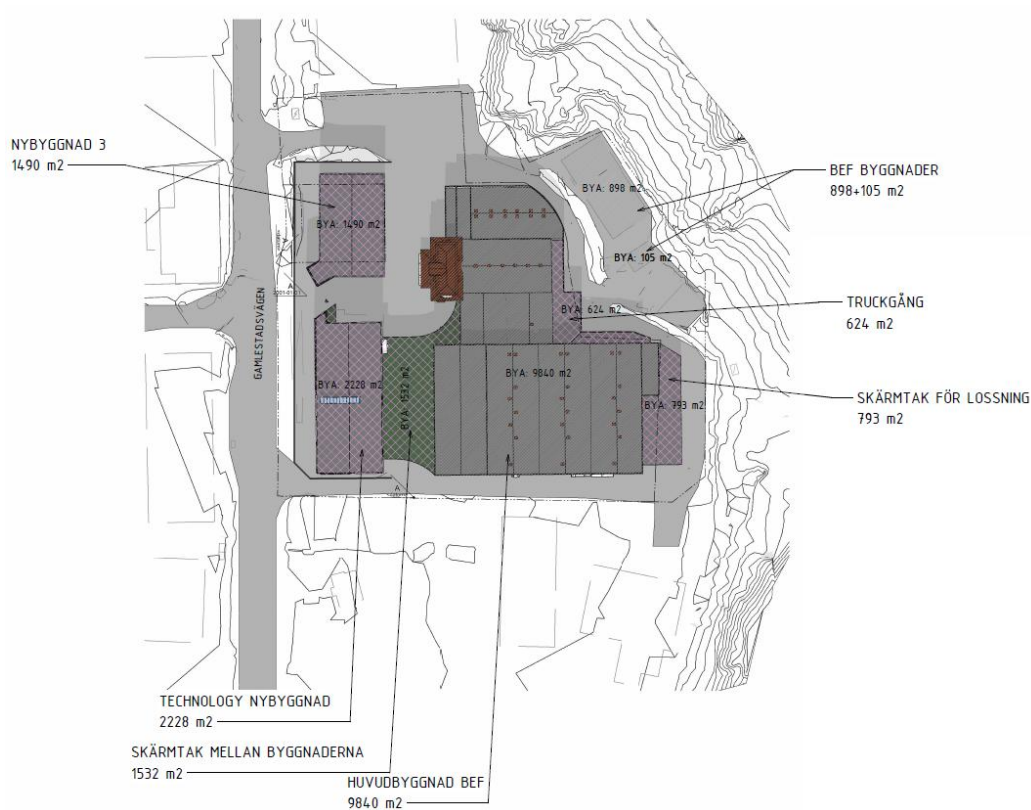 NYBYGGNAD 3
1490 m2
BEF BYGGNADER
898+105 m2
BYA: 898 m2
BYA: 1490 m2
BYA: 105 m2
A
GAMLESTADSVÄGEN
TRUCKGÅNG
624 m2
BYA: 624 m2
BYA: 2228 m2
BYA: 1532 m2
BYA: 9840 m2
BYA: 793 m2
SKÄRMTAK FÖR LOSSNING
793 m2
A
TECHNOLOGY NYBYGGNAD
2228 m2
SKÄRMTAK MELLAN BYGGNADERNA
1532 m2
HUVUDBYGGNAD BEF
9840 m2